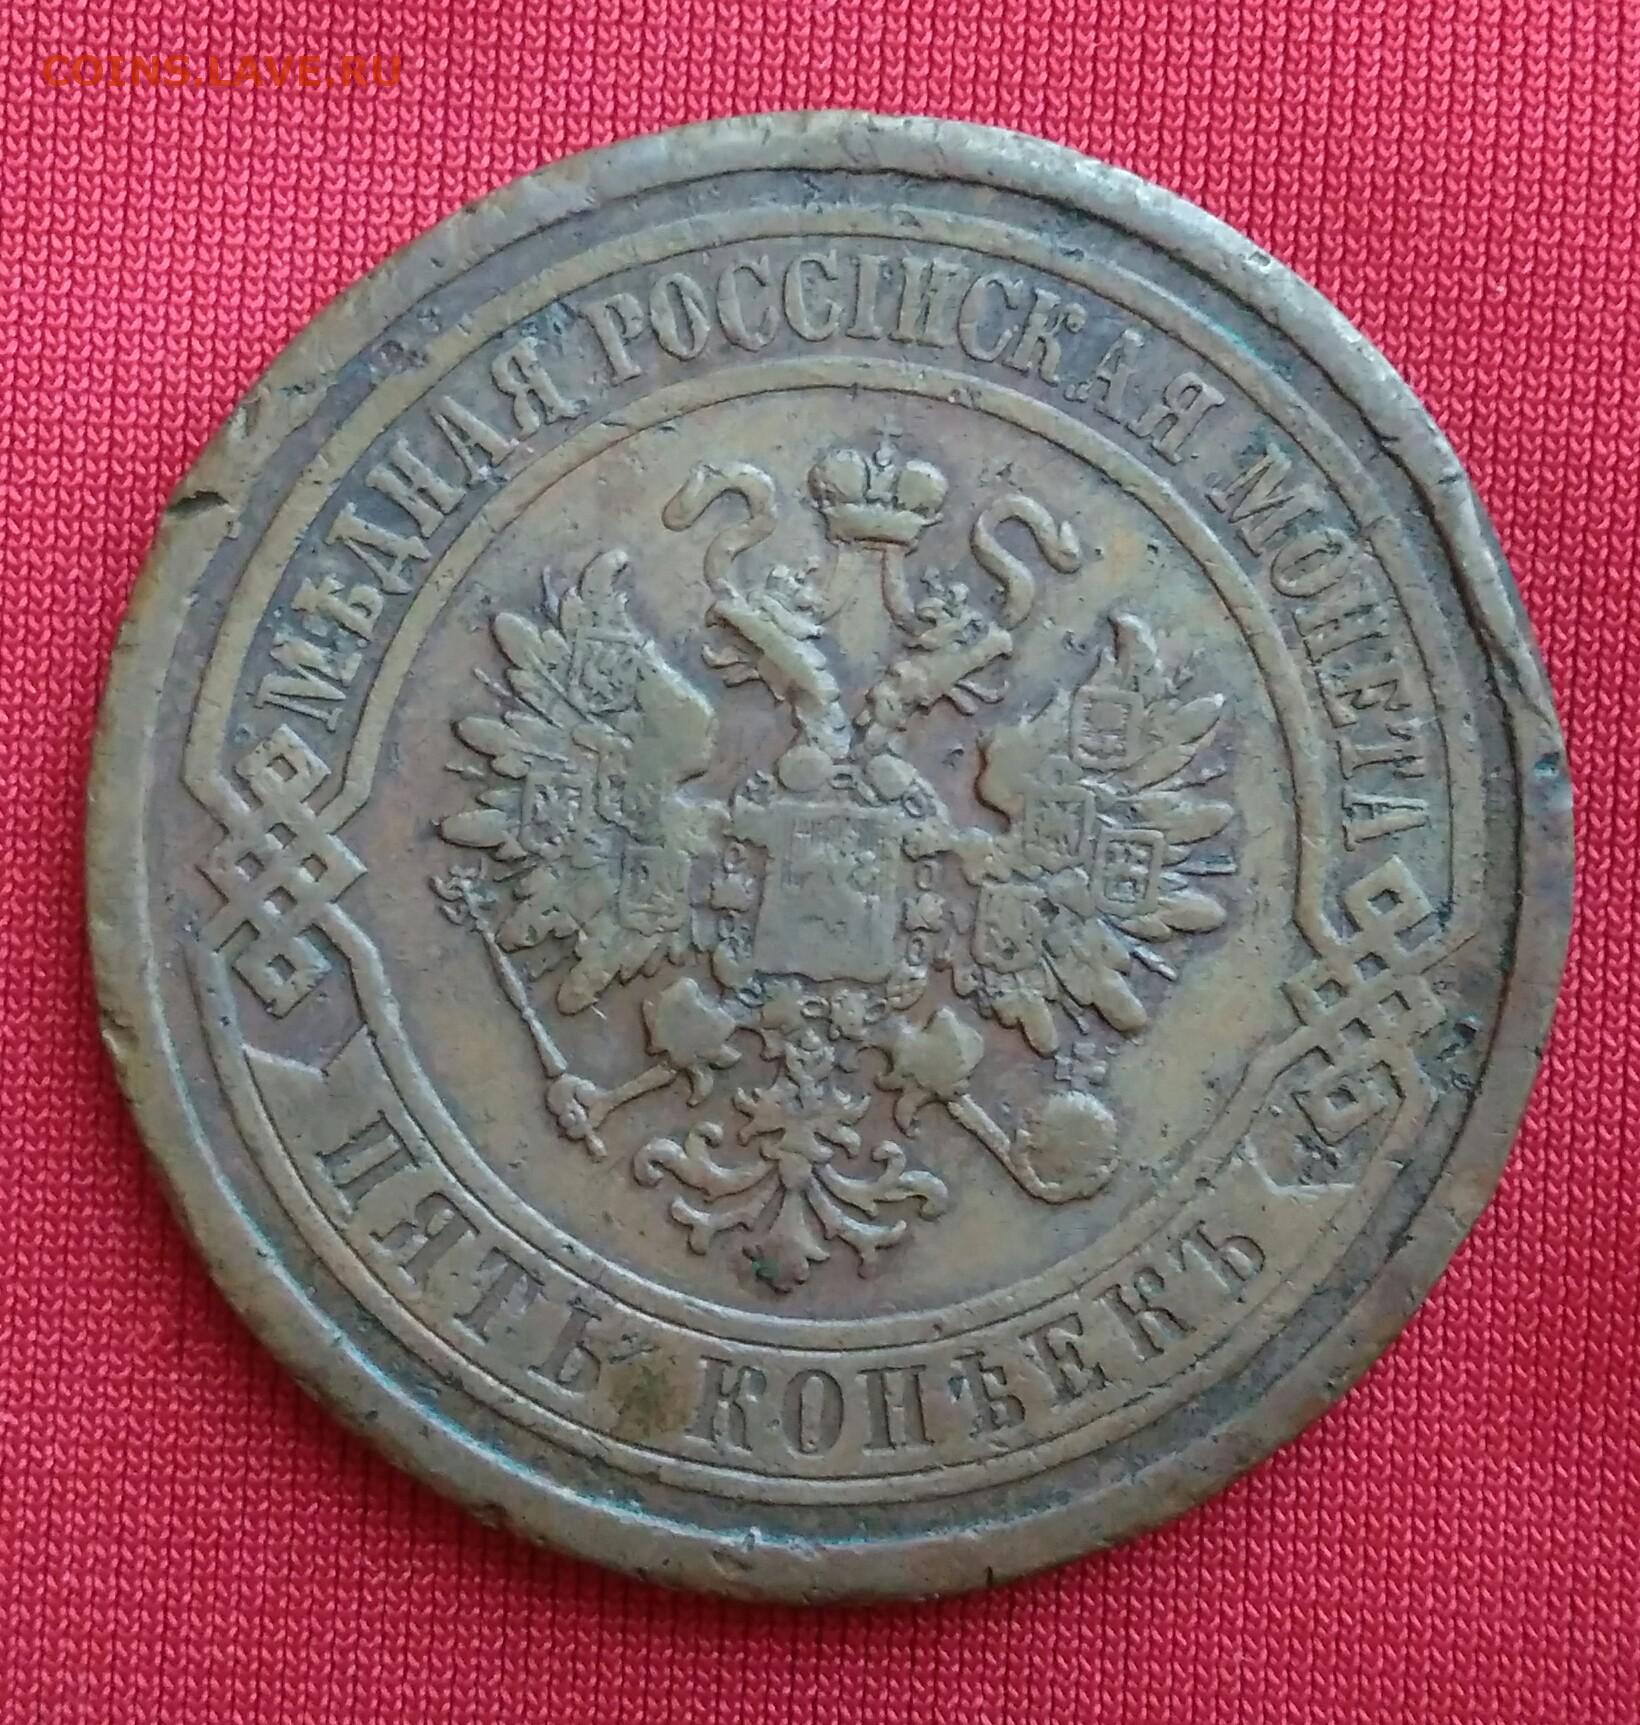 COINS.LAVE.RU
МѢДНАЯ РОССІЙСКАЯ МОНЕТА
ПЯТЬ КОПѢЕКЪ